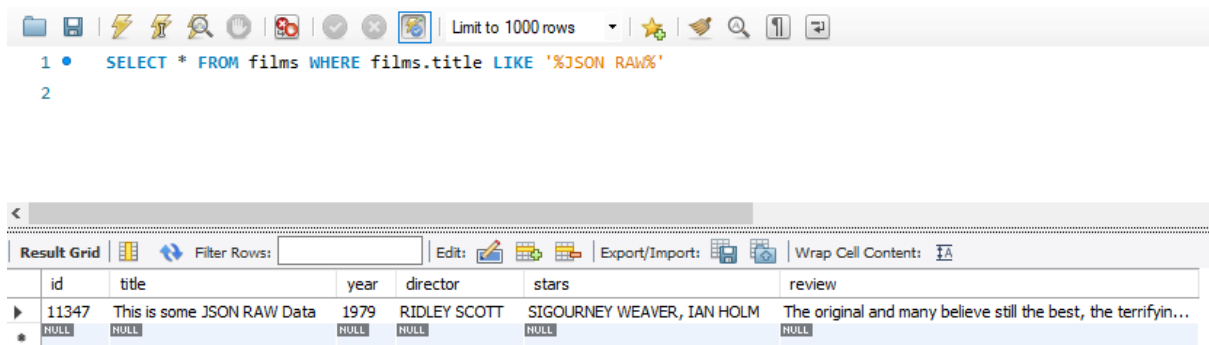 Limit to 1000 rows
1 SELECT * FROM films WHERE films.title LIKE '%JSON RAW%'
2
Result Grid Filter Rows: Edit: Export/Import: Wrap Cell Content:
id title year director stars review
11347 This is some JSON RAW Data 1979 RIDLEY SCOTT SIGOURNEY WEAVER, IAN HOLM The original and many believe still the best, the terrifyin...
NULL NULL NULL NULL NULL NULL